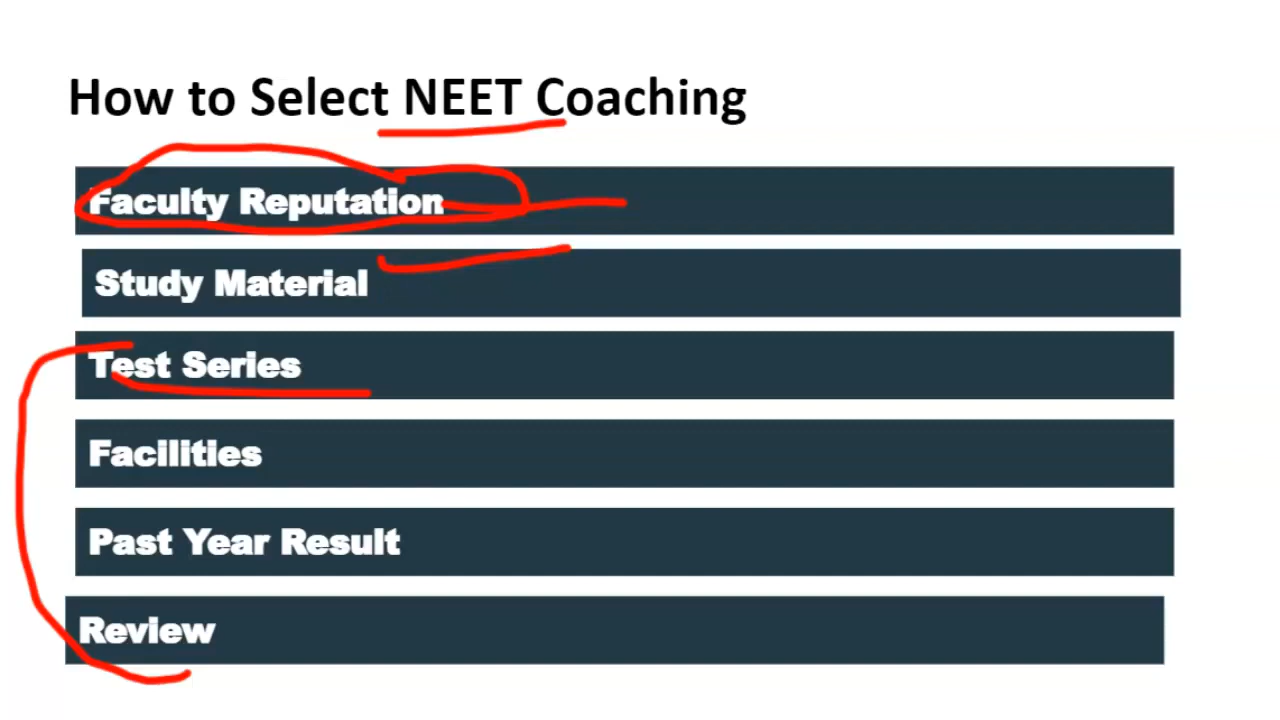 How to Select NEET Coaching
Faculty Reputation
Study Material
Test Series
Facilities
Past Year Result
Review